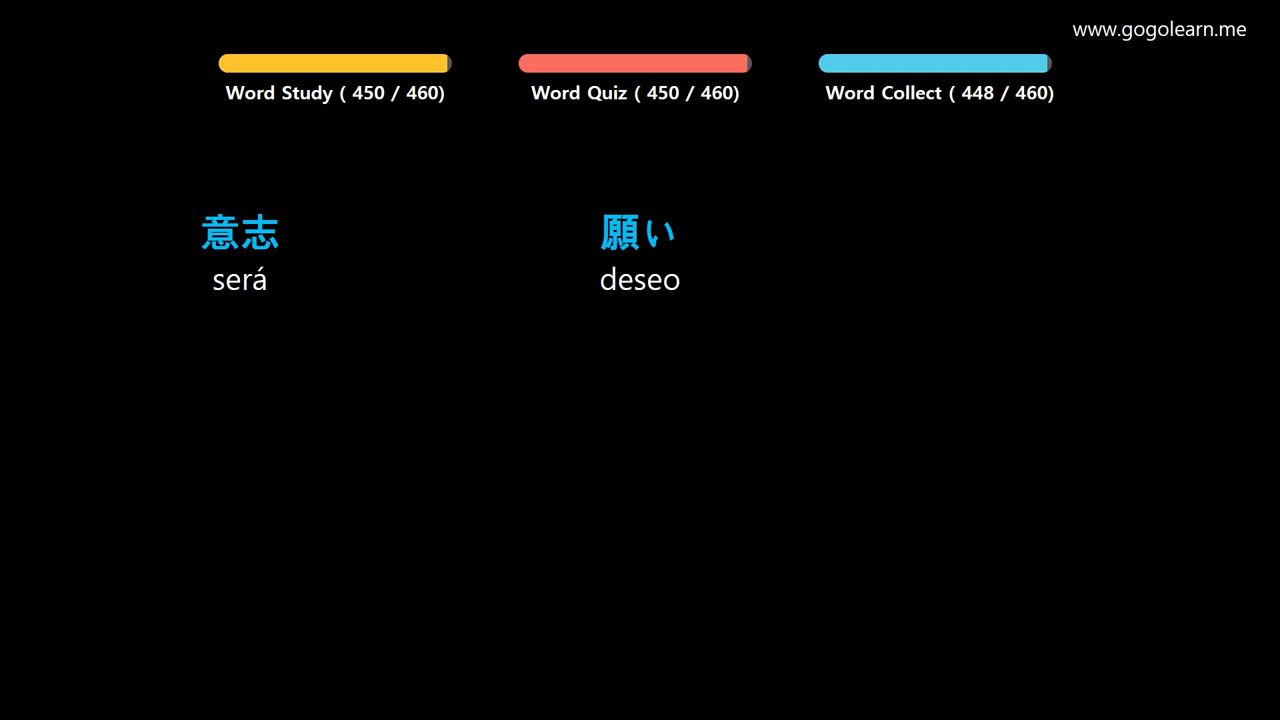 www.gogolearn.me
Word Study ( 450 / 460)
Word Quiz ( 450 / 460)
Word Collect ( 448 / 460)
意志
será
願い
deseo